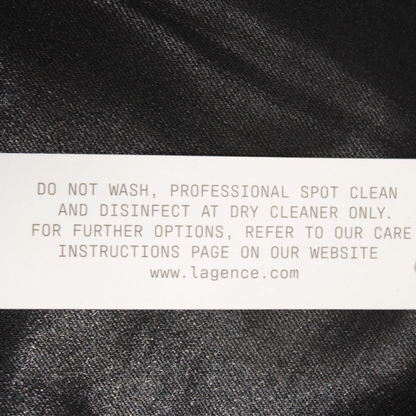 DO NOT WASH, PROFESSIONAL SPOT CLEAN
AND DISINFECT AT DRY CLEANER ONLY.
FOR FURTHER OPTIONS, REFER TO OUR CARE
INSTRUCTIONS PAGE ON OUR WEBSITE
www.lagence.com